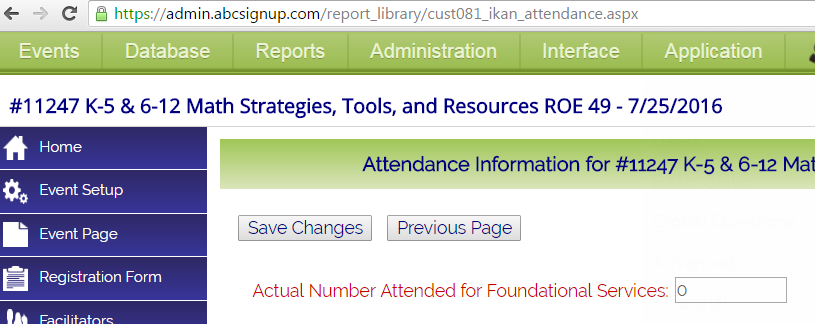 https://admin.abcsignup.com/report_library/cust081_ikan_attendance.aspx
Events Database Reports Administration Interface Application
#11247 K-5 & 6-12 Math Strategies, Tools, and Resources ROE 49 - 7/25/2016
Home
Attendance Information for #11247 K-5 & 6-12 Mat
Event Setup
Save Changes Previous Page
Event Page
Registration Form
Actual Number Attended for Foundational Services: 0
Facilitators